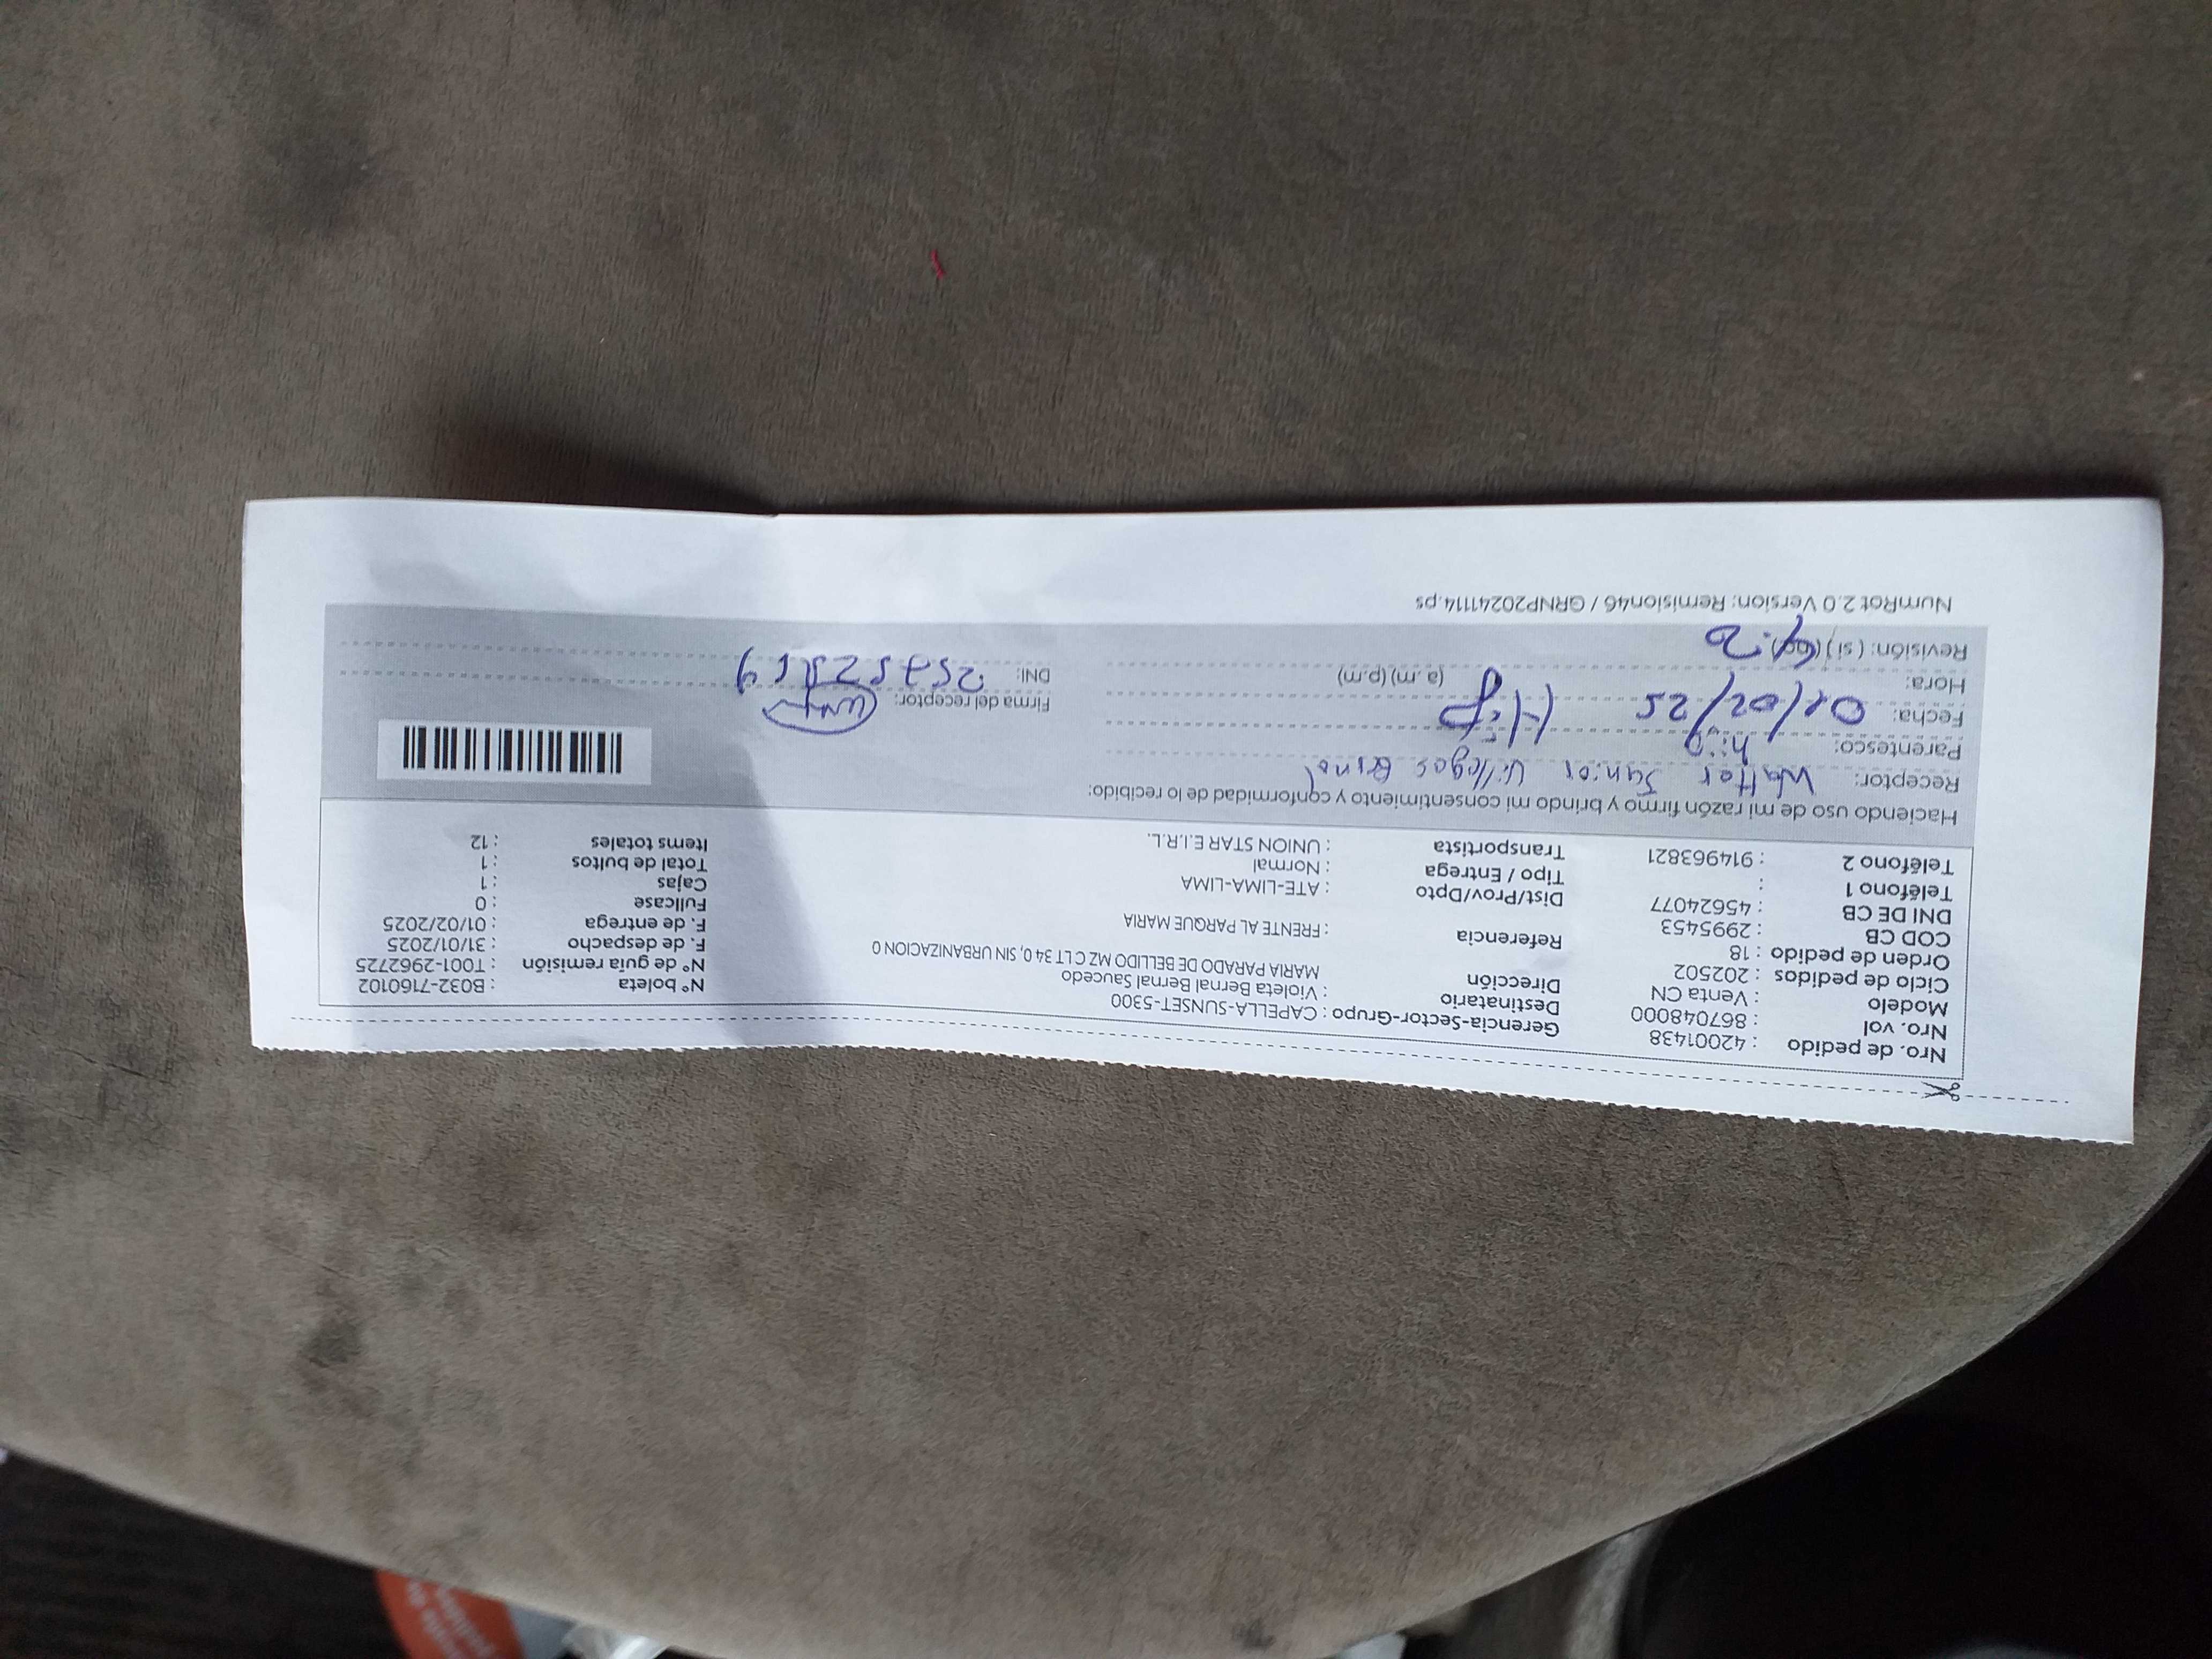 Nro. de pedido : 42001438
Nro. vol : 867048000
Modelo : Venta CN
Ciclo de pedidos : 202502
Orden de pedido : 18
COD CB : 2995453
DNI DE CB : 45624077
Teléfono 1 :
Teléfono 2 : 914963821
Gerencia-Sector-Grupo : CAPELLA-SUNSET-5300
Destinatario : Violeta Bernal Bernal Saucedo
Dirección MARIA PARADO DE BELLIDO MZ C LT 34 0, SIN URBANIZACION 0
Referencia : FRENTE AL PARQUE MARIA
Dist/Prov/Dpto : ATE-LIMA-LIMA
Tipo / Entrega : Normal
Transportista : UNION STAR E.I.R.L.
N° boleta : B032-7160102
N° de guía remisión : T001-2962725
F. de despacho : 31/01/2025
F. de entrega : 01/02/2025
Fullcase : 0
Cajas : 1
Total de bultos : 1
Items totales : 12
Haciendo uso de mi razón firmo y brindo mi consentimiento y conformidad de lo recibido:
Receptor: Walter Junior Villegas
Parentesco: hijo
Fecha: 01/02/25 Hijo
Hora: (a. m) (p.m)
Revisión: ( si ) ( no )
Firma del receptor:
DNI:
NumRot 2.0 Version: Remision46 / GRNP20241114.ps